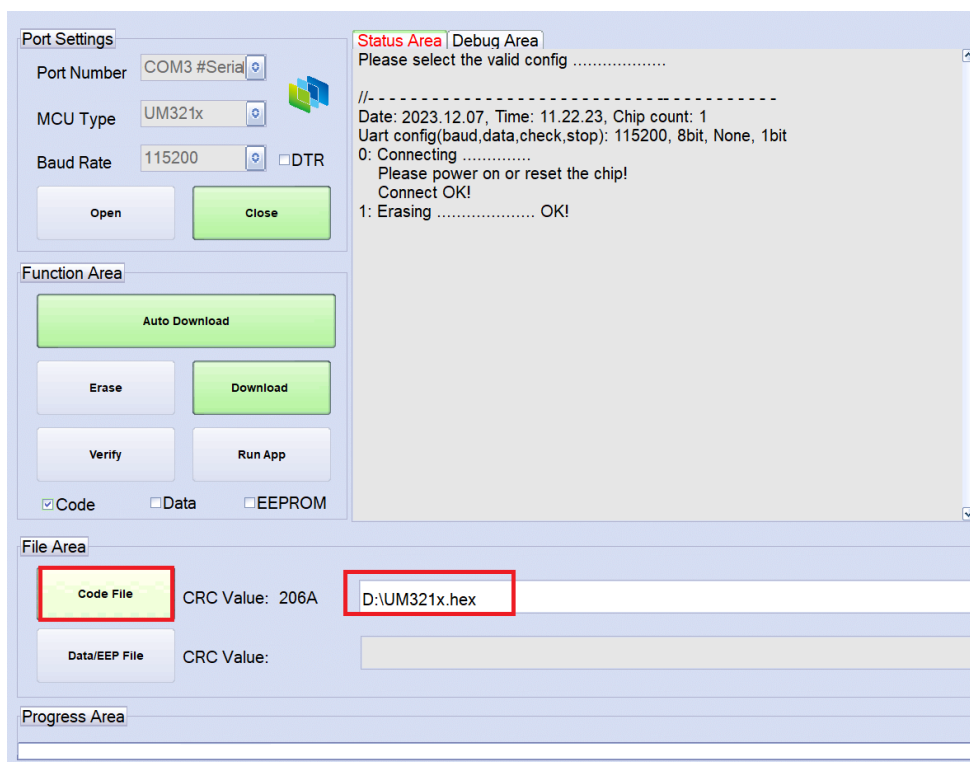 Port Settings
Port Number COM3 #Serial
MCU Type UM321x
Baud Rate 115200 DTR
Open Close
Function Area
Auto Download
Erase Download
Verify Run App
Code Data EEPROM
Status Area Debug Area
Please select the valid config ...................
//- - - - - - - - - - - - - - - - - - - - - - - - - - - - - - - - -
Date: 2023.12.07, Time: 11.22.23, Chip count: 1
Uart config(baud,data,check,stop): 115200, 8bit, None, 1bit
0: Connecting ..............
Please power on or reset the chip!
Connect OK!
1: Erasing .................... OK!
File Area
Code File CRC Value: 206A D:\UM321x.hex
Data/EEP File CRC Value:
Progress Area